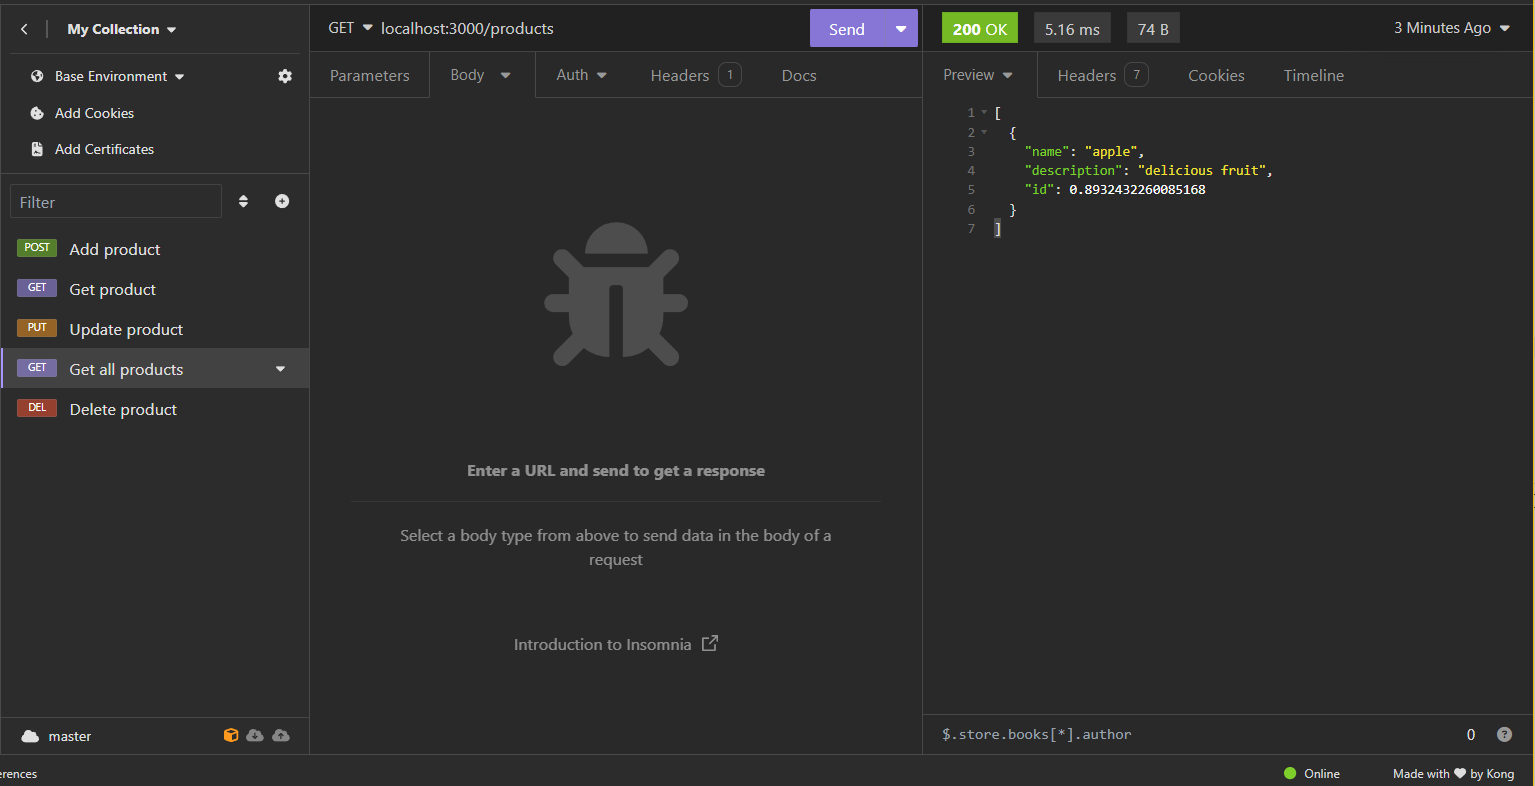 My Collection
Base Environment
Add Cookies
Add Certificates
Filter
POST Add product
GET Get product
PUT Update product
GET Get all products
DEL Delete product
master
GET localhost:3000/products
Send
Parameters Body Auth Headers 1 Docs
Enter a URL and send to get a response
Select a body type from above to send data in the body of a
request
Introduction to Insomnia
200 OK 5.16 ms 74 B 3 Minutes Ago
Preview Headers 7 Cookies Timeline
1 [
2 {
3 "name": "apple",
4 "description": "delicious fruit",
5 "id": 0.8932432260085168
6 }
7 ]
$.store.books[*].author 0 ?
erences
Online
Made with ❤ by Kong